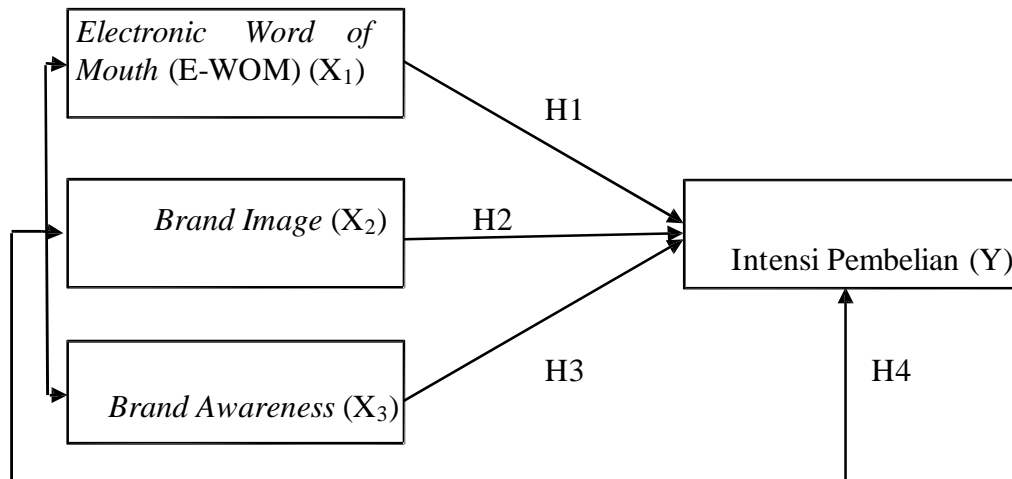 Electronic Word of
Mouth (E-WOM) (X₁)
H1
Brand Image (X₂)
H2
Intensi Pembelian (Y)
H3
H4
Brand Awareness (X₃)